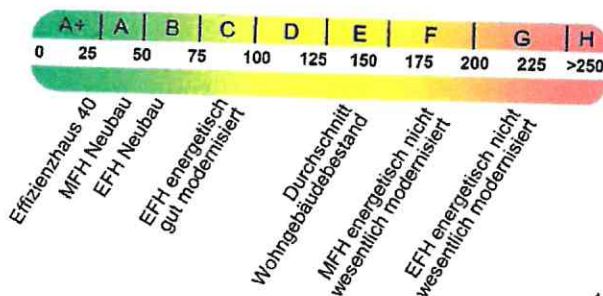 A+ A B C D E F G H
0 25 50 75 100 125 150 175 200 225 >250
Effizienzhaus 40
MFH Neubau
EFH Neubau
EFH energetisch
gut modernisiert
Durchschnitt
Wohngebäudebestand
MFH energetisch nicht
wesentlich modernisiert
EFH energetisch nicht
wesentlich modernisiert